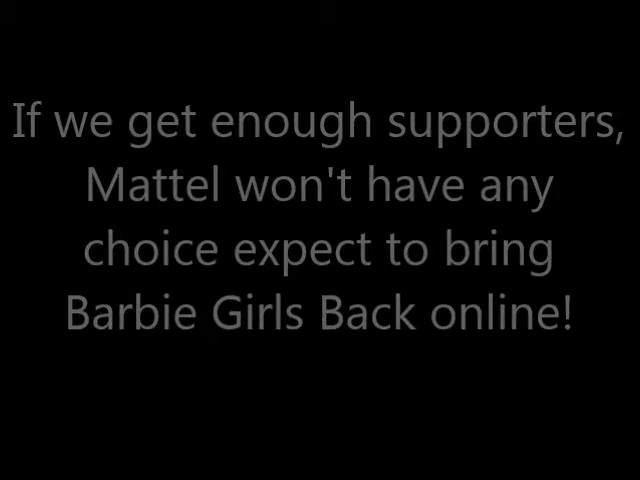 If we get enough supporters,
Mattel won't have any
choice expect to bring
Barbie Girls Back online!